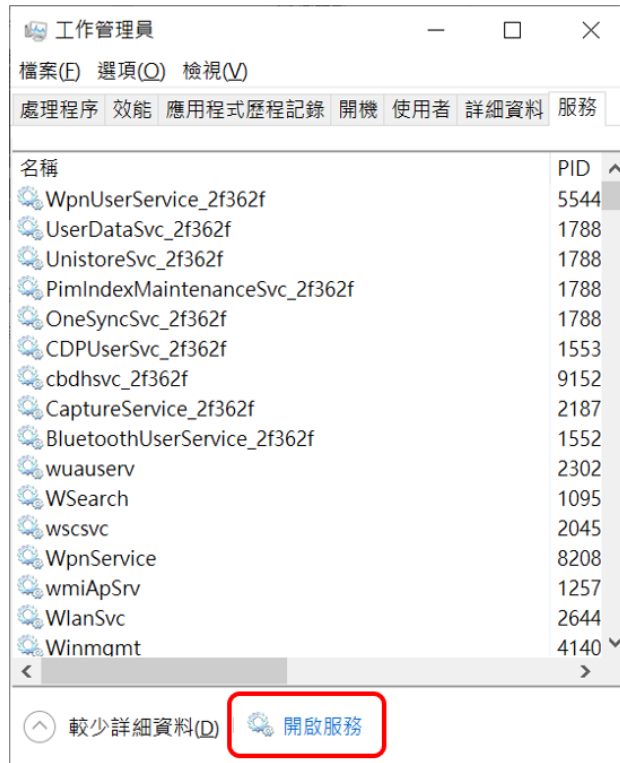 工作管理員
檔案(F) 選項(O) 檢視(V)
處理程序 效能 應用程式歷程記錄 開機 使用者 詳細資料 服務
名稱 PID
WpnUserService_2f362f 5544
UserDataSvc_2f362f 1788
UnistoreSvc_2f362f 1788
PimIndexMaintenanceSvc_2f362f 1788
OneSyncSvc_2f362f 1788
CDPUserSvc_2f362f 1553
cbdhsvc_2f362f 9152
CaptureService_2f362f 2187
BluetoothUserService_2f362f 1552
wuauserv 2302
WSearch 1095
wscsvc 2045
WpnService 8208
wmiApSrv 1257
WlanSvc 2644
Winmgmt 4140
較少詳細資料(D) 開啟服務